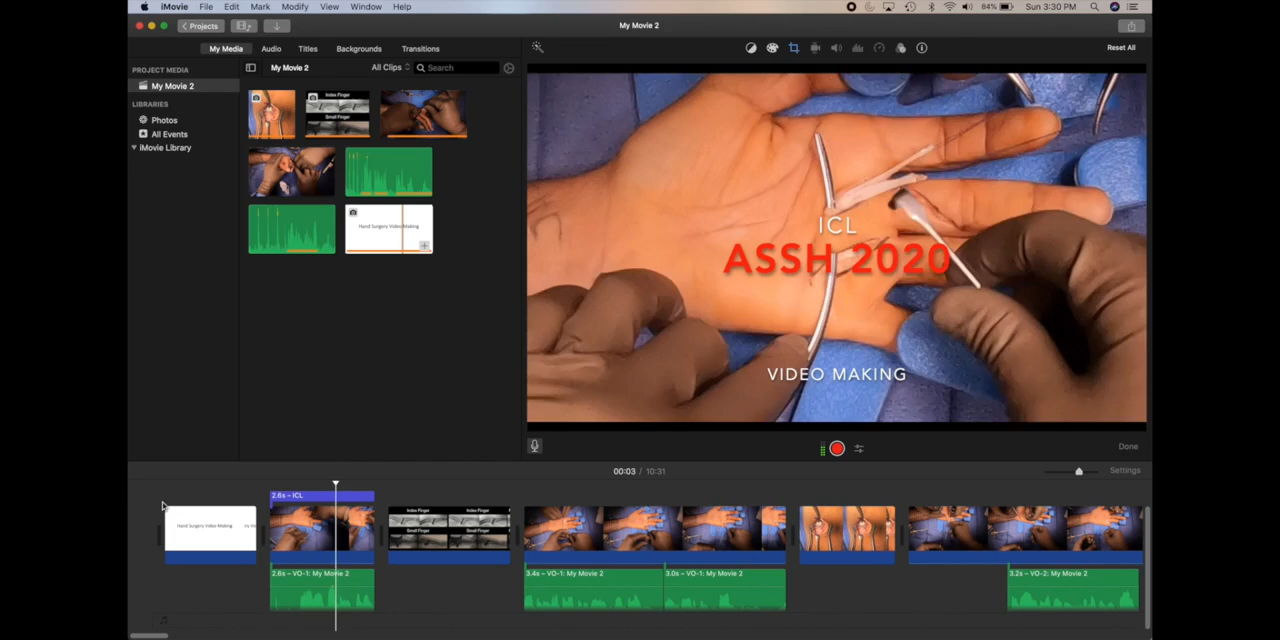 iMovie File Edit Mark Modify View Window Help
84% Sun 3:30 PM
Projects
My Movie 2
My Media Audio Titles Backgrounds Transitions
Reset All
PROJECT MEDIA
My Movie 2
LIBRARIES
Photos
All Events
iMovie Library
My Movie 2 All Clips Search
Index Finger
Small Finger
Hand Surgery Video Making
ICL
ASSH 2020
VIDEO MAKING
Done
00:03 / 10:31
Settings
2.6s – ICL
Hand Surgery Video Making
Index Finger Index Finger
Small Finger Small Finger
2.6s – VO-1: My Movie 2
3.4s – VO-1: My Movie 2
3.0s – VO-1: My Movie 2
3.2s – VO-2: My Movie 2